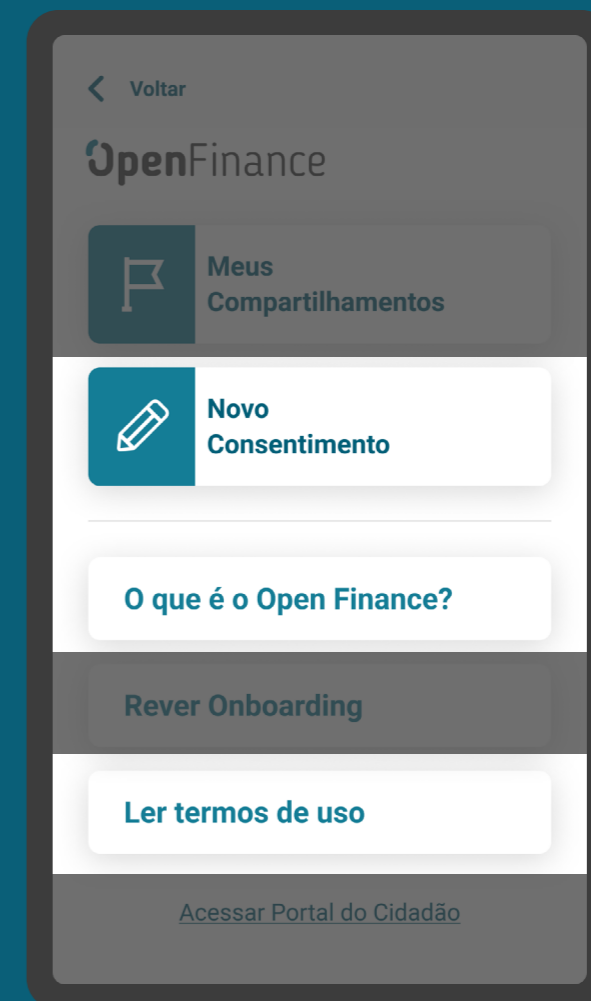 Voltar
OpenFinance
Meus
Compartilhamentos
Novo
Consentimento
O que é o Open Finance?
Rever Onboarding
Ler termos de uso
Acessar Portal do Cidadão